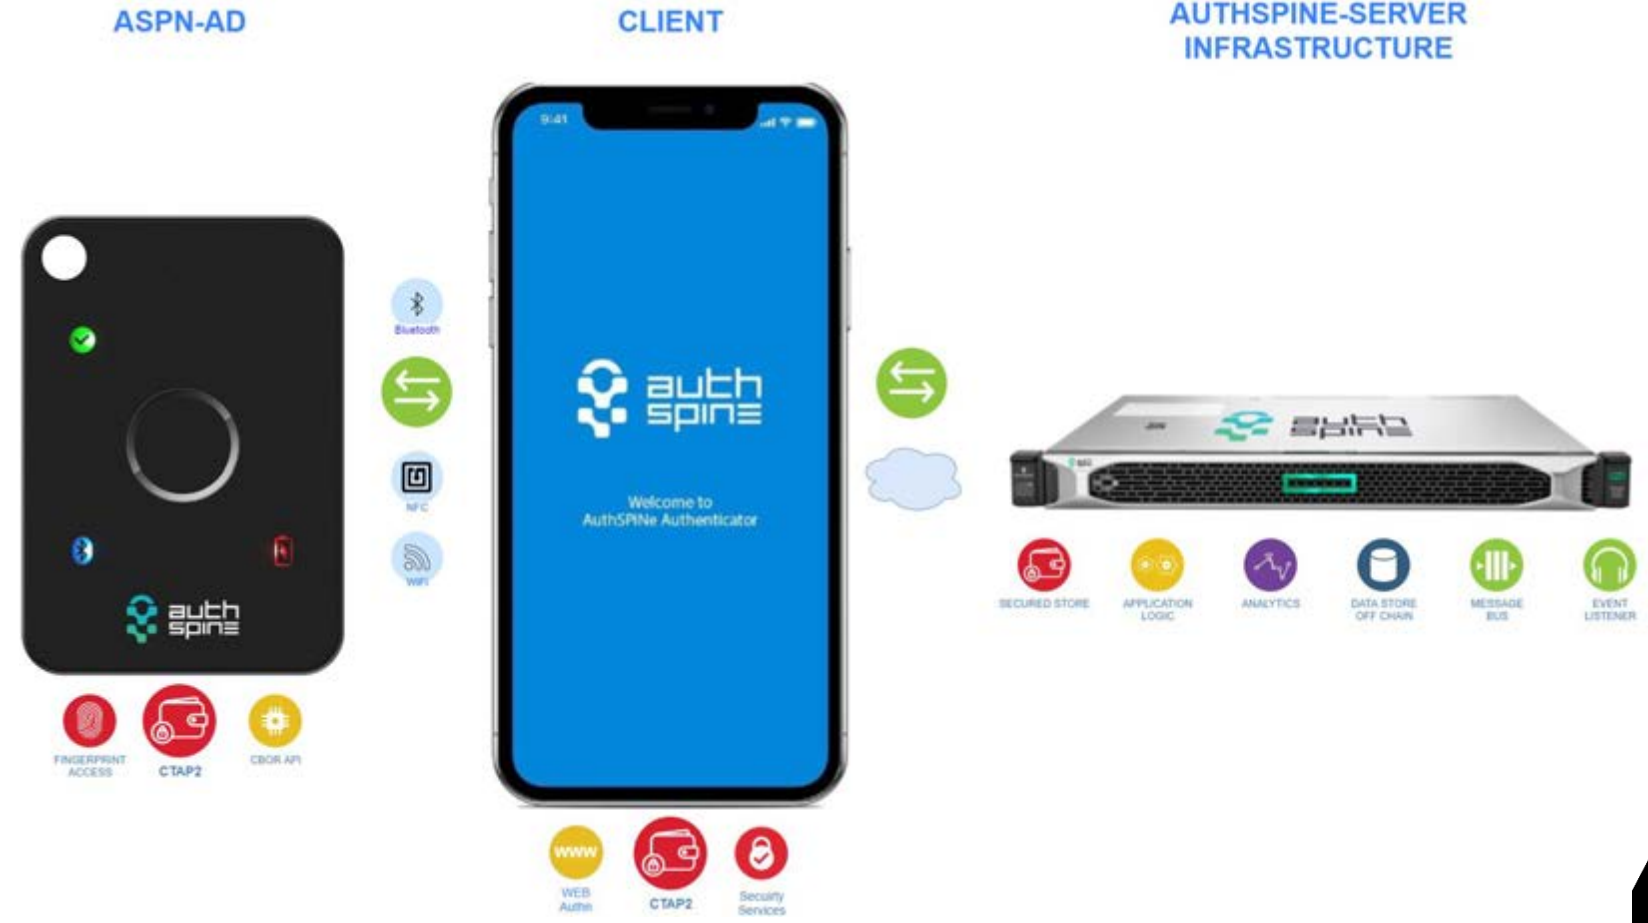 ASPN-AD
CLIENT
AUTHSPINE-SERVER
INFRASTRUCTURE
9:41
Bluetooth
NFC
WIFI
auth
spine
Welcome to
AuthSPiNe Authenticator
auth
spine
auth
spine
FINGERPRINT
ACCESS
CTAP2
CBOR API
WWW
WEB
Authn
CTAP2
Secuirty
Services
SECURED STORE
APPLICATION
LOGIC
ANALYTICS
DATA STORE
OFF CHAIN
MESSAGE
BUS
EVENT
LISTENER